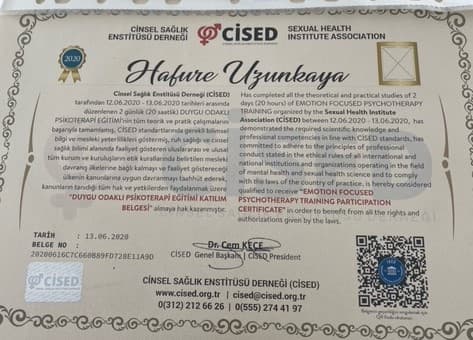 CİNSEL SAĞLIK
ENSTİTÜSÜ DERNEĞİ
CİSED
SEXUAL HEALTH
INSTITUTE ASSOCIATION
2020
Hafure Uzunkaya
Cinsel Sağlık Enstitüsü Derneği (CİSED)
tarafından 12.06.2020 - 13.06.2020 tarihleri arasında
düzenlenen 2 günlük (20 saatlik) DUYGU ODAKLI
PSİKOTERAPİ EĞİTİMİ'nin tüm teorik ve pratik çalışmalarını
başarıyla tamamlamış, CİSED standartlarında gerekli bilimsel
bilgi ve mesleki yeterlilikleri göstermiş, ruh sağlığı ve cinsel
sağlık bilimi alanında faaliyet gösteren uluslararası ve ulusal
tüm kurum ve kuruluşların etik kurallarında belirtilen mesleki
davranış ilkelerine bağlı kalmayı ve faaliyet göstereceği
ülkenin kanunlarına uygun davranmayı taahhüt ederek,
kanunların tanıdığı tüm hak ve yetkilerden faydalanmak üzere
"DUYGU ODAKLI PSİKOTERAPİ EĞİTİMİ KATILIM
BELGESİ" almaya hak kazanmıştır.
Has completed all the theoretical and practical studies of 2
days (20 hours) of EMOTION FOCUSED PSYCHOTHERAPY
TRAINING organized by the Sexual Health Institute
Association (CİSED) between 12.06.2020 - 13.06.2020, has
demonstrated the required scientific knowledge and
professional competencies in line with CİSED standards, has
committed to adhere to the principles of professional
conduct stated in the ethical rules of all international and
national institutions and organizations operating in the field
of mental health and sexual health science and to comply
with the laws of the country of practice, is hereby considered
qualified to receive "EMOTION FOCUSED
PSYCHOTHERAPY TRAINING PARTICIPATION
CERTIFICATE" in order to benefit from all the rights and
authorizations given by the laws.
TARİH : 13.06.2020
BELGE NO :
20200616C7C660B89FD728E11A9D
Dr. Cem KEÇE
CİSED Genel Başkanı | CİSED President
CİSED
CİNSEL SAĞLIK ENSTİTÜSÜ DERNEĞİ (CİSED)
www.cised.org.tr | cised@cised.org.tr
0(312) 212 66 26 | 0(555) 274 41 97
Belgenin geçerliliğini sorgulamak için
QR Kodu okutunuz.